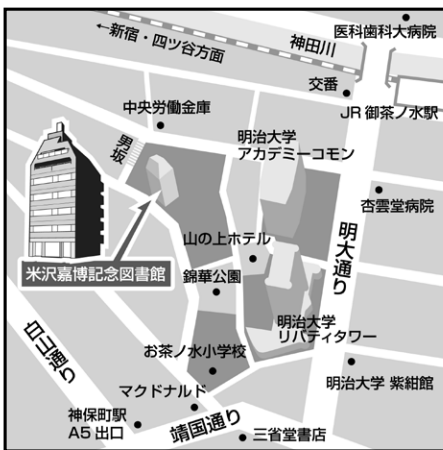 医科歯科大病院
←新宿・四ツ谷方面
神田川
交番
JR 御茶ノ水駅
中央労働金庫
男坂
明治大学
アカデミーコモン
杏雲堂病院
明大通り
山の上ホテル
米沢嘉博記念図書館
錦華公園
明治大学
リバティタワー
白山通り
お茶ノ水小学校
明治大学 紫紺館
マクドナルド
神保町駅
A5 出口
靖国通り
三省堂書店